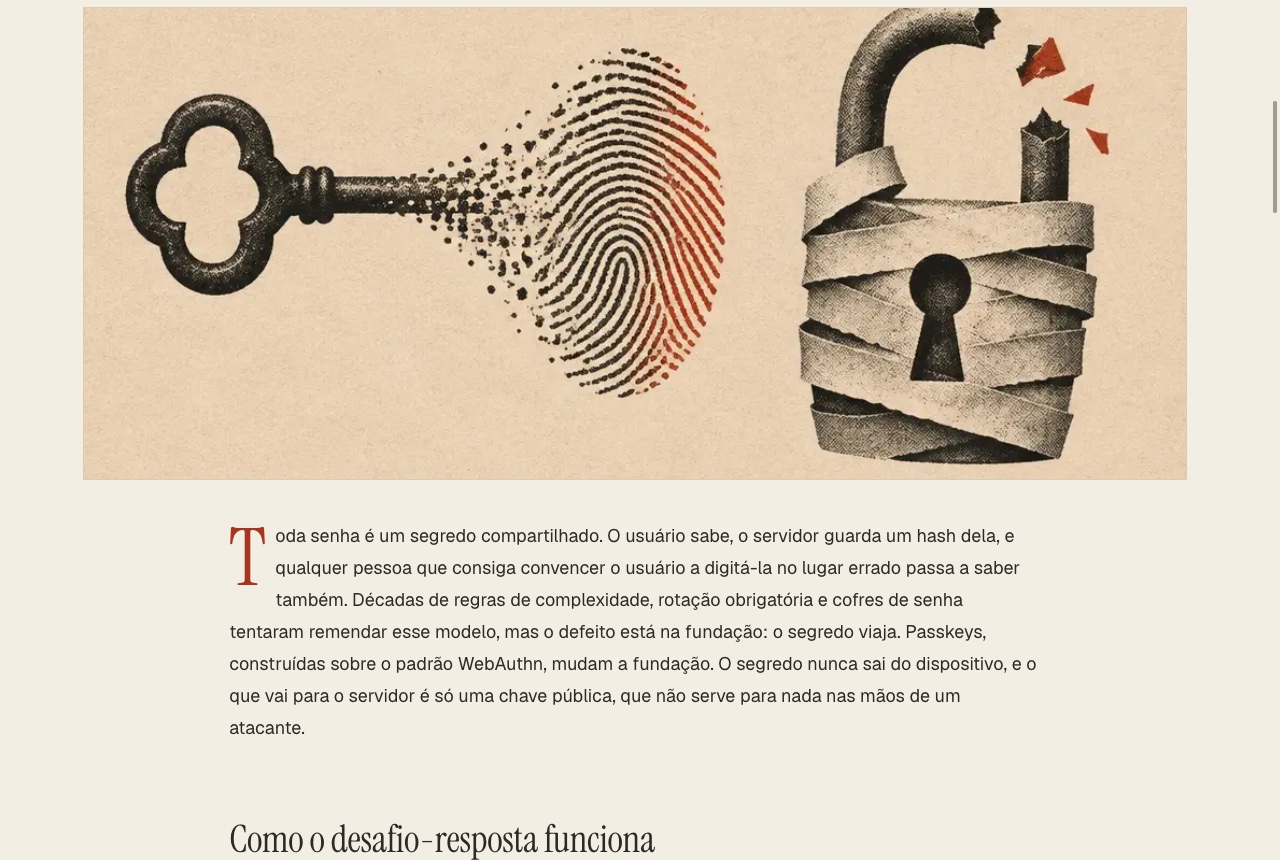 Toda senha é um segredo compartilhado. O usuário sabe, o servidor guarda um hash dela, e
qualquer pessoa que consiga convencer o usuário a digitá-la no lugar errado passa a saber
também. Décadas de regras de complexidade, rotação obrigatória e cofres de senha
tentaram remendar esse modelo, mas o defeito está na fundação: o segredo viaja. Passkeys,
construídas sobre o padrão WebAuthn, mudam a fundação. O segredo nunca sai do dispositivo, e o
que vai para o servidor é só uma chave pública, que não serve para nada nas mãos de um
atacante.
Como o desafio-resposta funciona